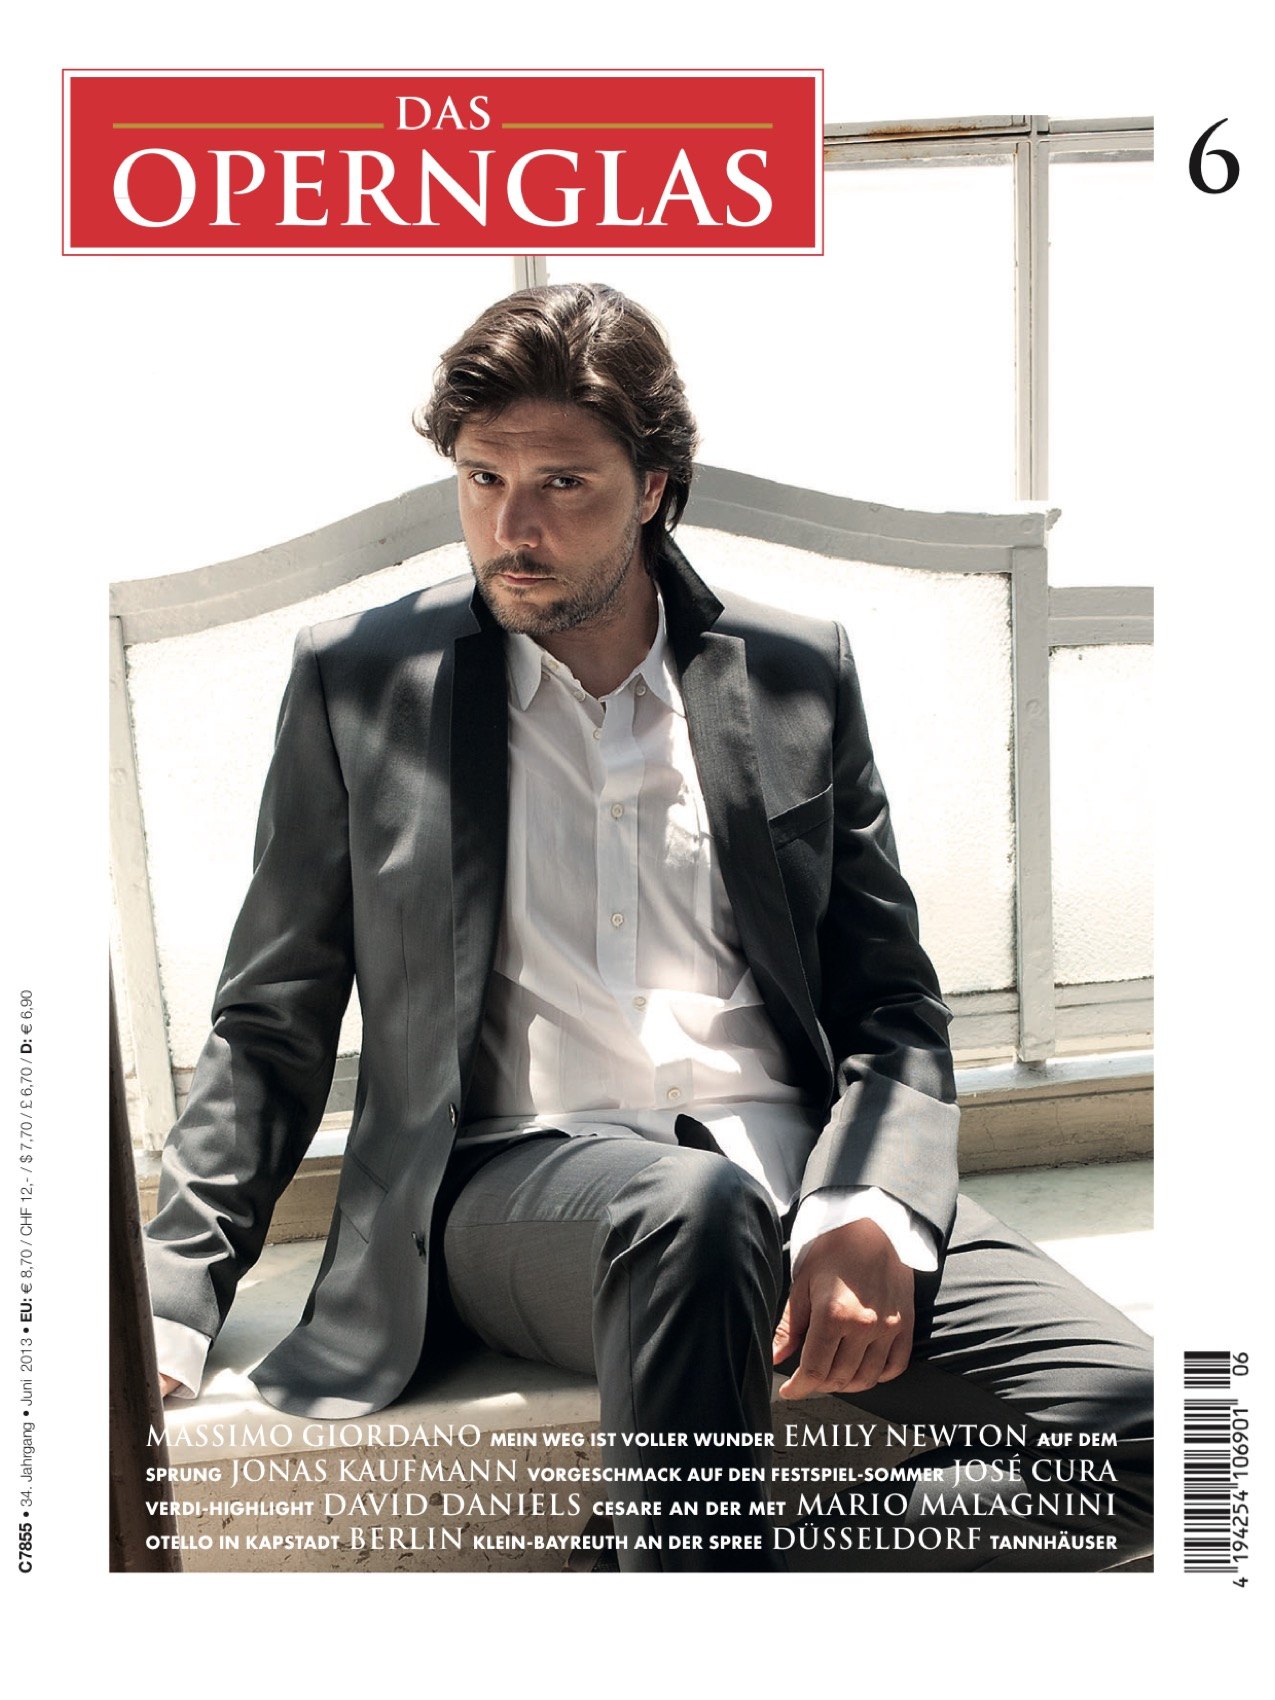 DAS
OPERNGLAS
6
MASSIMO GIORDANO MEIN WEG IST VOLLER WUNDER EMILY NEWTON AUF DEM
SPRUNG JONAS KAUFMANN VORGESCHMACK AUF DEN FESTSPIEL-SOMMER JOSÉ CURA
VERDI-HIGHLIGHT DAVID DANIELS CESARE AN DER MET MARIO MALAGNINI
OTELLO IN KAPSTADT BERLIN KLEIN-BAYREUTH AN DER SPREE DÜSSELDORF TANNHÄUSER
C7855 • 34. Jahrgang • Juni 2013 • EU: € 8,70 / CHF 12,- / $ 7,70 / £ 6,70 / D: € 6,90
4 194254 106901 06